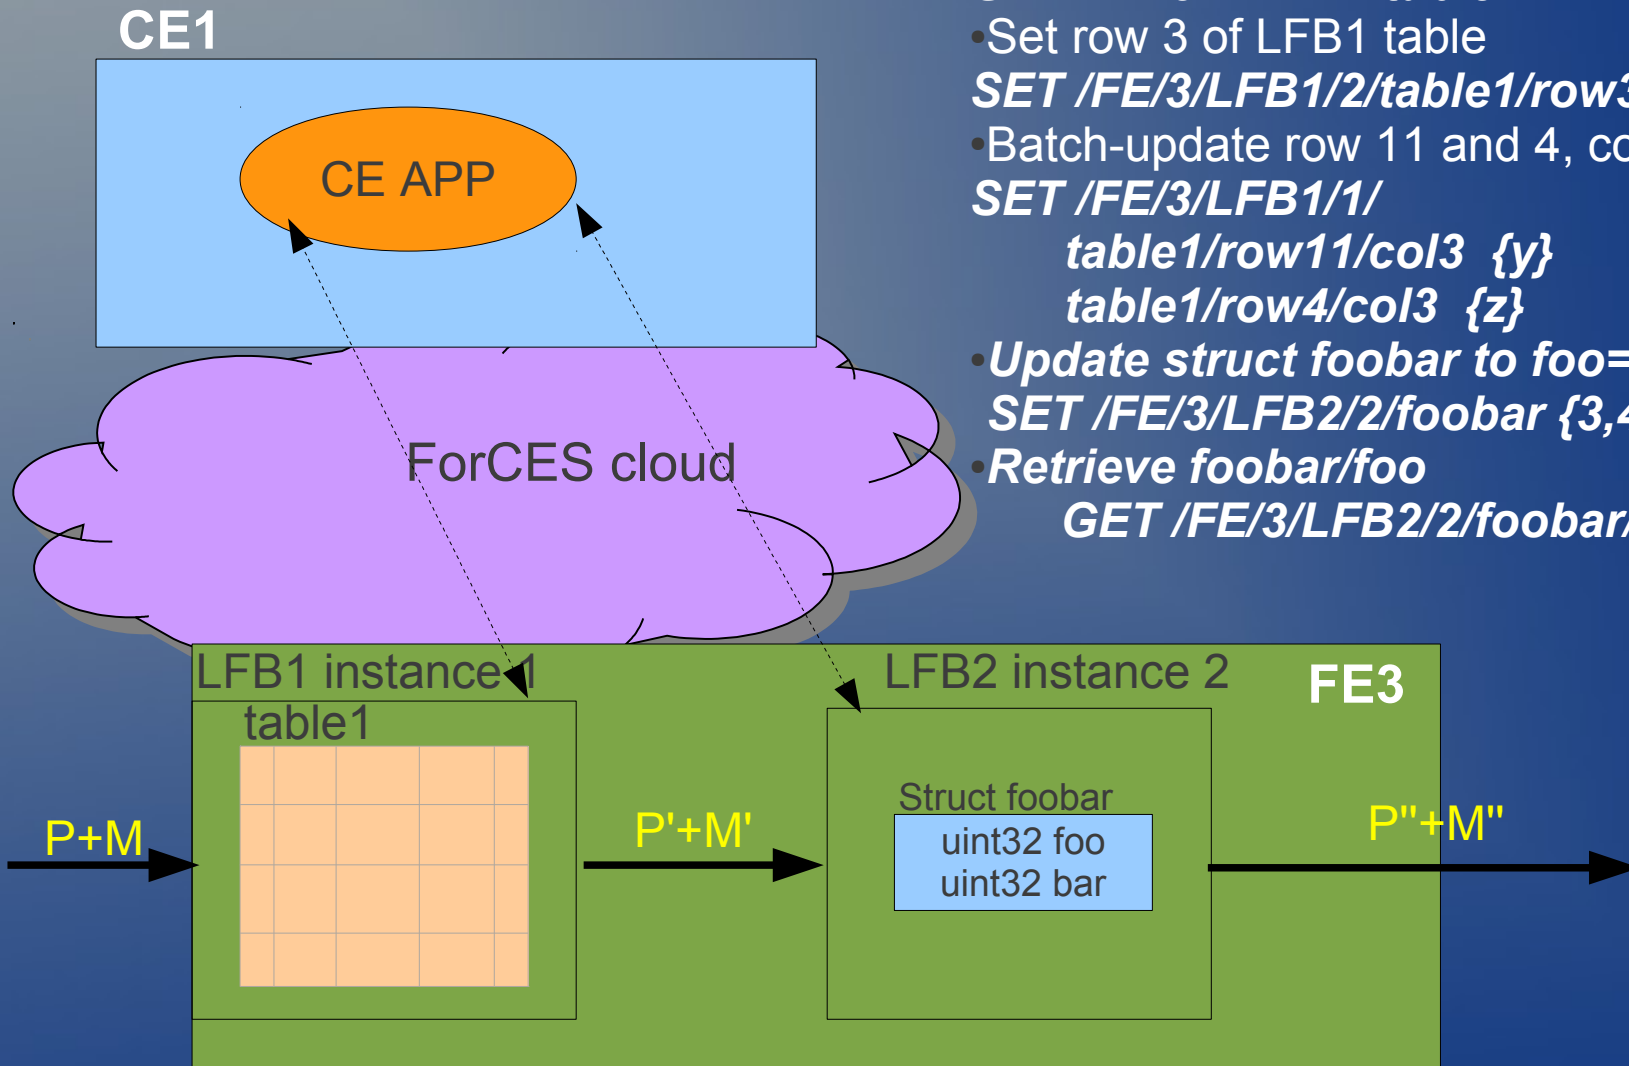 CE1
CE APP
ForCES cloud
•Set row 3 of LFB1 table
SET /FE/3/LFB1/2/table1/row3
•Batch-update row 11 and 4, co
SET /FE/3/LFB1/1/
table1/row11/col3 {y}
table1/row4/col3 {z}
•Update struct foobar to foo=
SET /FE/3/LFB2/2/foobar {3,4
•Retrieve foobar/foo
GET /FE/3/LFB2/2/foobar/
LFB1 instance 1
table1
LFB2 instance 2
FE3
Struct foobar
uint32 foo
uint32 bar
P+M
P'+M'
P"+M"